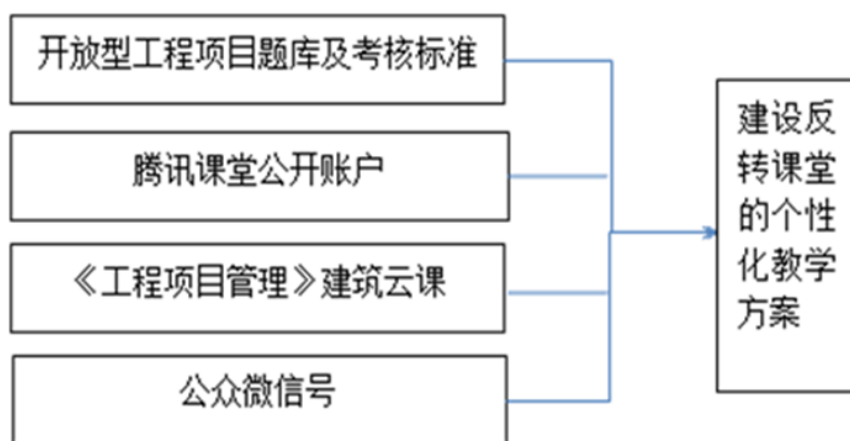 开放型工程项目题库及考核标准
腾讯课堂公开账户
《工程项目管理》建筑云课
公众微信号
建设反
转课堂
的个性
化教学
方案